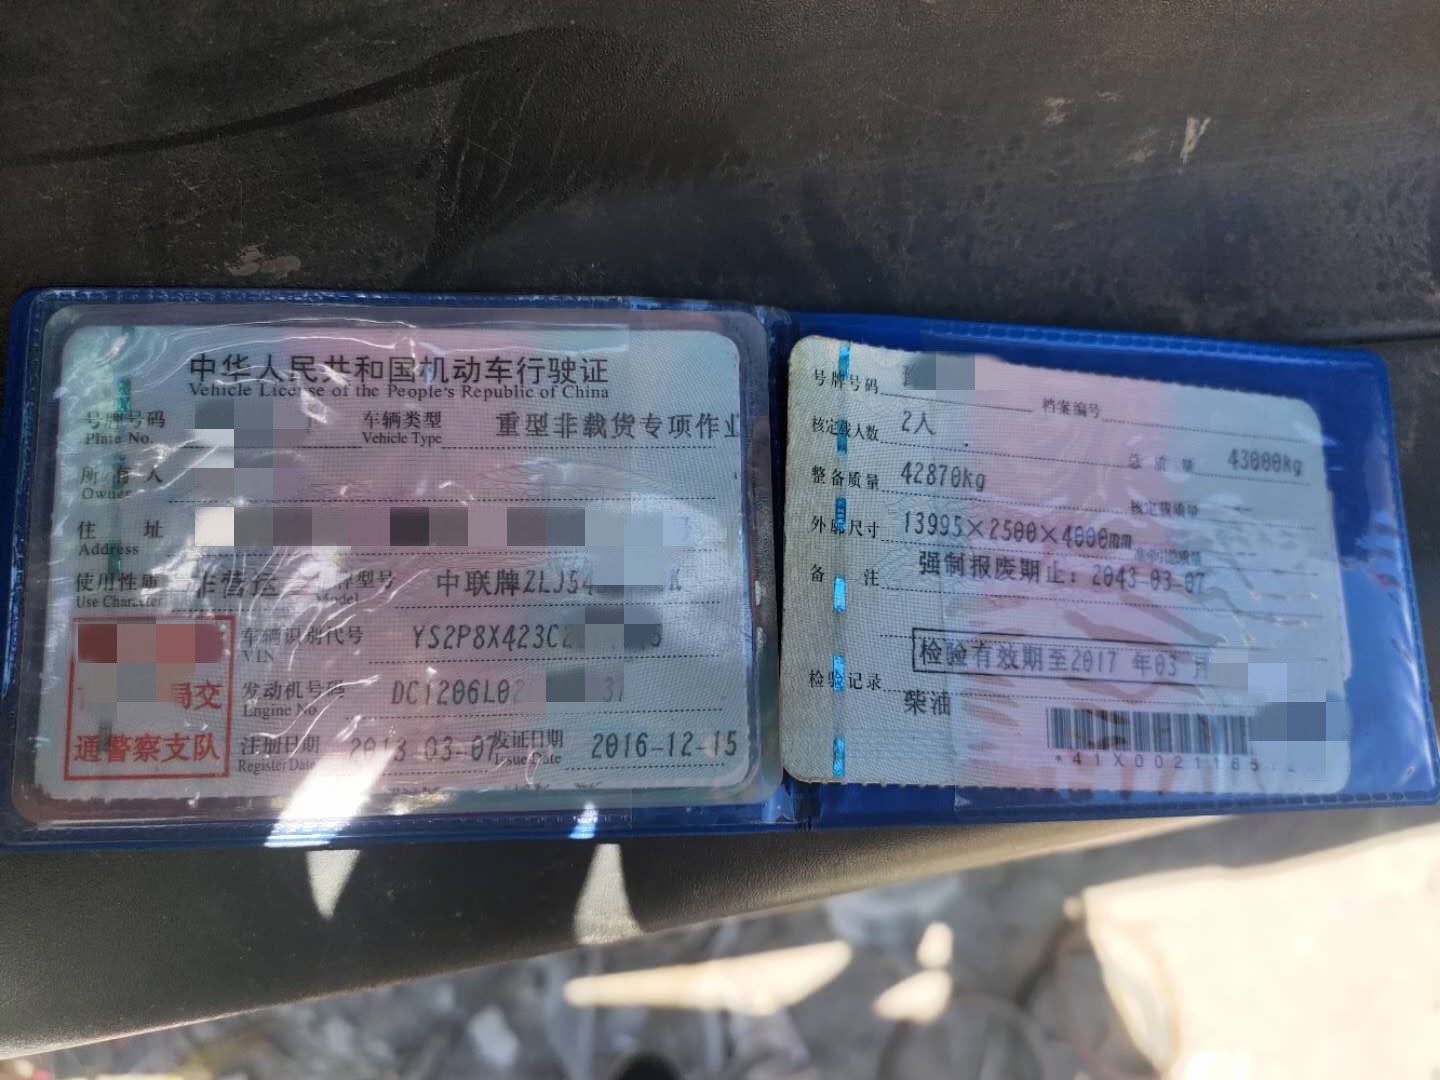 中华人民共和国机动车行驶证
Vehicle License of the People's Republic of China
号牌号码
Plate No.
车辆类型
Vehicle Type
重型非载货专项作业
所有人
Owner
住 址
Address
使用性质
Use Character
非营运
Model
中联牌ZLJ54
K
车辆识别代号
VIN
YS2P8X423C2
3
发动机号码
Engine No.
DC1206L02
31
注册日期
Register Date
2013-03-07
发证日期
Issue Date
2016-12-15
局交
通警察支队
号牌号码
档案编号
核定载人数
2人
总质量
43000kg
整备质量
42870kg
核定载质量
--
外廓尺寸
13995×2500×4000mm
备 注
强制报废期止：2043-03-07
检验记录
检验有效期至2017 年03 月
柴油
*41X0021165